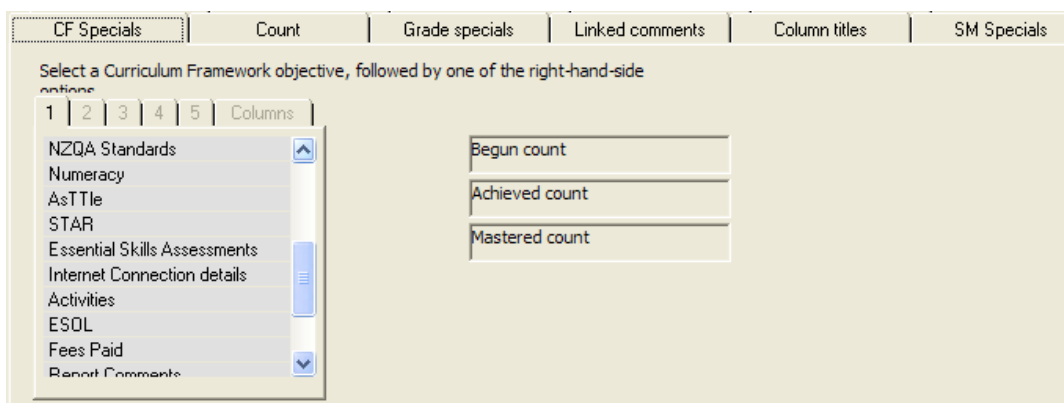 CF Specials Count Grade specials Linked comments Column titles SM Specials
Select a Curriculum Framework objective, followed by one of the right-hand-side
options
1 2 3 4 5 Columns
NZQA Standards
Numeracy
AsTTle
STAR
Essential Skills Assessments
Internet Connection details
Activities
ESOL
Fees Paid
Report Comments
Begun count
Achieved count
Mastered count